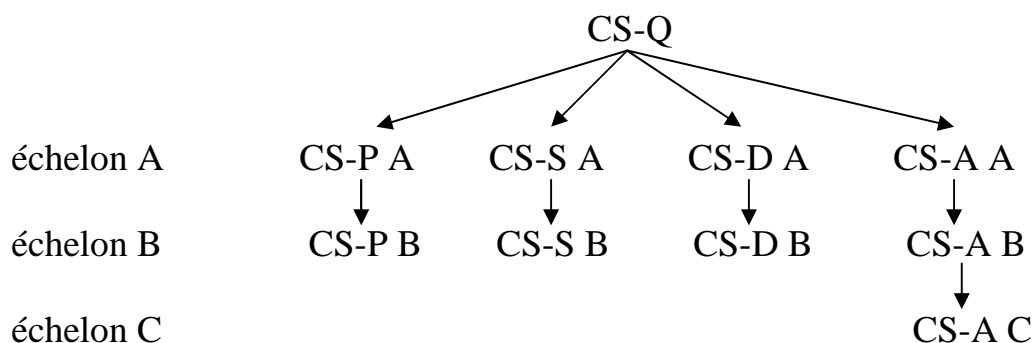 CS-Q
échelon A CS-P A CS-S A CS-D A CS-A A
échelon B CS-P B CS-S B CS-D B CS-A B
échelon C CS-A C